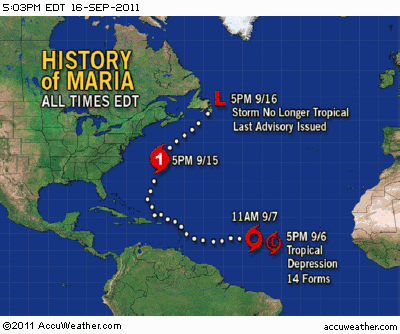 5:03PM EDT 16-SEP-2011
HISTORY
of MARIA
ALL TIMES EDT
L
5PM 9/16
Storm No Longer Tropical
Last Advisory Issued
1
5PM 9/15
11AM 9/7
L
5PM 9/6
Tropical
Depression
14 Forms
©2011 AccuWeather.com
accuweather.com